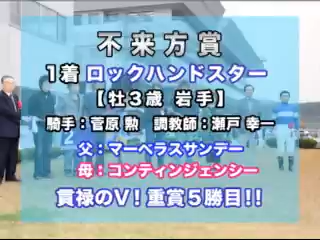 不来方賞
1着 ロックハンドスター
【牡3歳 岩手】
騎手：菅原 勲 調教師：瀬戸 幸一
父：マーベラスサンデー
母：コンティンジェンシー
貫禄のV！重賞5勝目！！